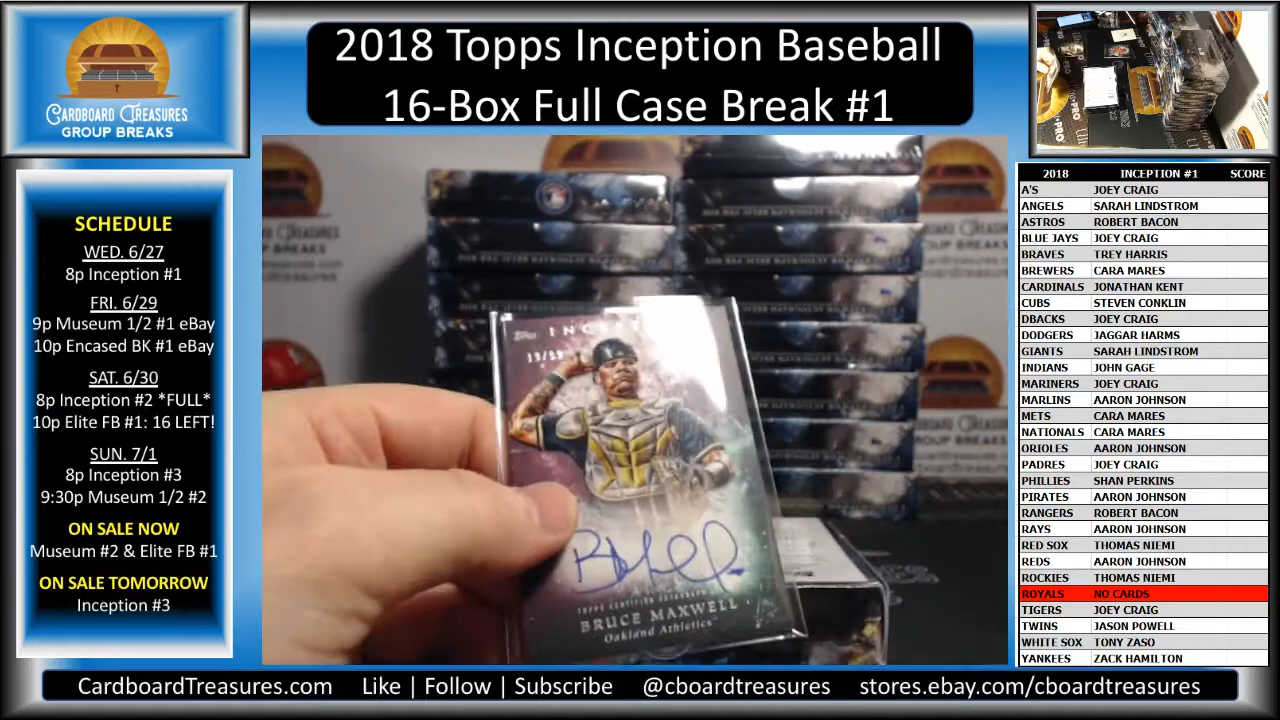 2018 Topps Inception Baseball
16-Box Full Case Break #1
CARDBOARD TREASURES
GROUP BREAKS
SCHEDULE
WED. 6/27
8p Inception #1
FRI. 6/29
9p Museum 1/2 #1 eBay
10p Encased BK #1 eBay
SAT. 6/30
8p Inception #2 *FULL*
10p Elite FB #1: 16 LEFT!
SUN. 7/1
8p Inception #3
9:30p Museum 1/2 #2
ON SALE NOW
Museum #2 & Elite FB #1
ON SALE TOMORROW
Inception #3
TOPPS CERTIFIED AUTOGRAPH
BRUCE MAXWELL
Oakland Athletics
2018 INCEPTION #1 SCORE
A'S JOEY CRAIG
ANGELS SARAH LINDSTROM
ASTROS ROBERT BACON
BLUE JAYS JOEY CRAIG
BRAVES TREY HARRIS
BREWERS CARA MARES
CARDINALS JONATHAN KENT
CUBS STEVEN CONKLIN
DBACKS JOEY CRAIG
DODGERS JAGGAR HARMS
GIANTS SARAH LINDSTROM
INDIANS JOHN GAGE
MARINERS JOEY CRAIG
MARLINS AARON JOHNSON
METS CARA MARES
NATIONALS CARA MARES
ORIOLES AARON JOHNSON
PADRES JOEY CRAIG
PHILLIES SHAN PERKINS
PIRATES AARON JOHNSON
RANGERS ROBERT BACON
RAYS AARON JOHNSON
RED SOX THOMAS NIEMI
REDS AARON JOHNSON
ROCKIES THOMAS NIEMI
ROYALS NO CARDS
TIGERS JOEY CRAIG
TWINS JASON POWELL
WHITE SOX TONY ZASO
YANKEES ZACK HAMILTON
CardboardTreasures.com Like | Follow | Subscribe @cboardtreasures stores.ebay.com/cboardtreasures